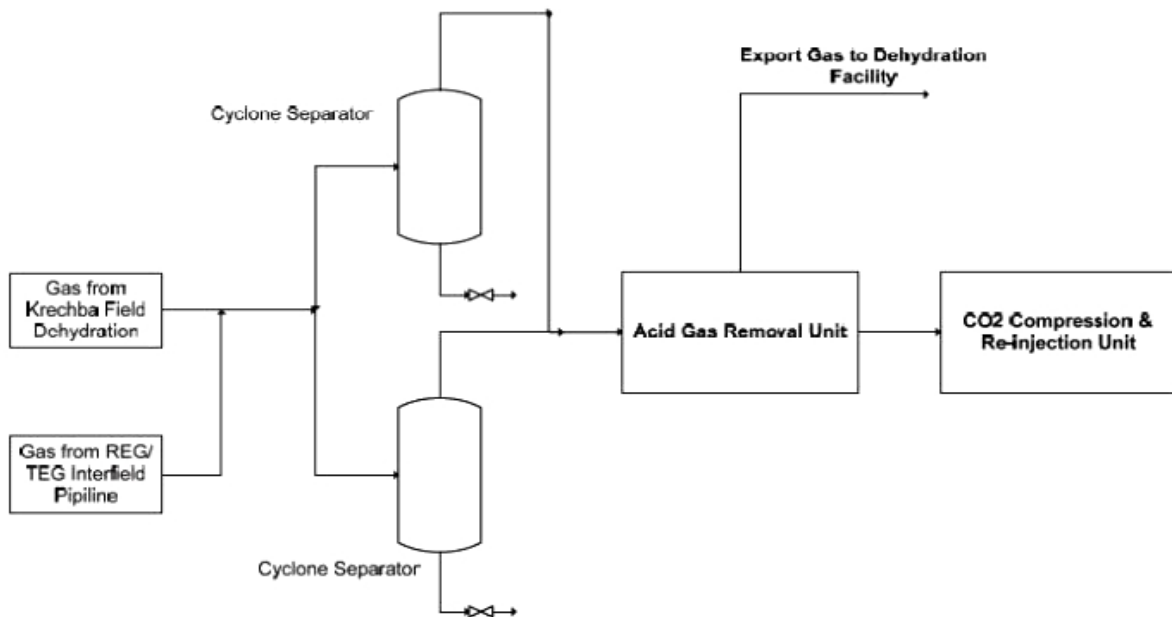 Export Gas to Dehydration
Facility
Cyclone Separator
Gas from
Krechba Field
Dehydration
Acid Gas Removal Unit
CO2 Compression &
Re-injection Unit
Gas from REG/
TEG Interfield
Pipiline
Cyclone Separator